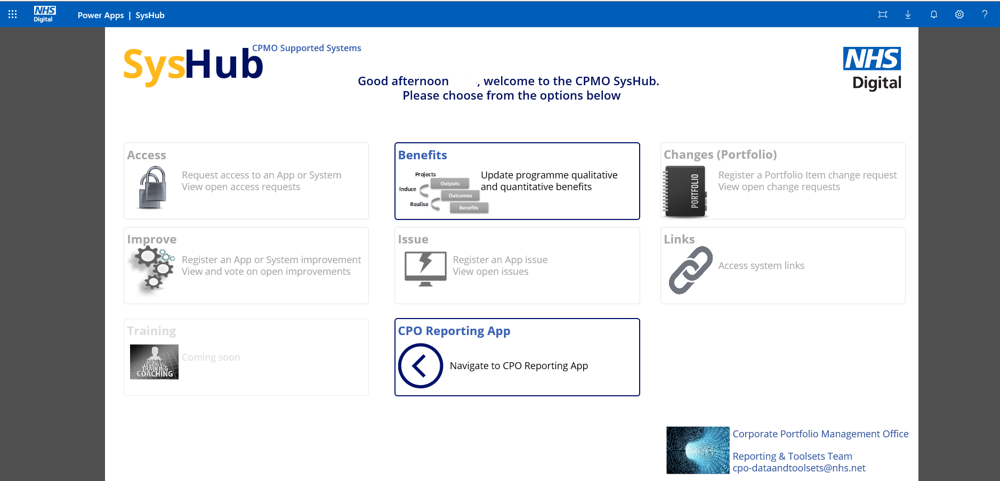 NHS
Digital
Power Apps | SysHub
?
SysHub
CPMO Supported Systems
NHS
Digital
Good afternoon , welcome to the CPMO SysHub.
Please choose from the options below
Access
Request access to an App or System
View open access requests
Benefits
Projects
Outputs
Induce
Outcomes
Realise
Benefits
Update programme qualitative
and quantitative benefits
Changes (Portfolio)
PORTFOLIO
Register a Portfolio Item change request
View open change requests
Improve
Register an App or System improvement
View and vote on open improvements
Issue
Register an App issue
View open issues
Links
Access system links
Training
LEARNING
TRAINING
COACHING
Coming soon
CPO Reporting App
Navigate to CPO Reporting App
Corporate Portfolio Management Office
Reporting & Toolsets Team
cpo-dataandtoolsets@nhs.net